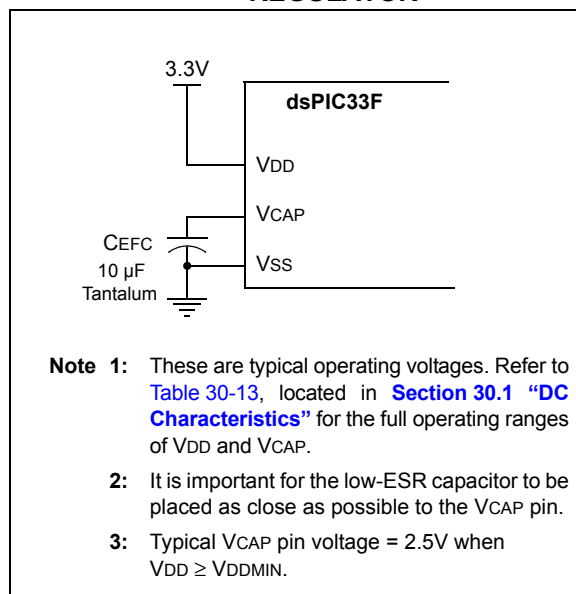 3.3V
dsPIC33F
VDD
VCAP
CEFC
10 µF
Tantalum
VSS
Note 1: These are typical operating voltages. Refer to
Table 30-13, located in Section 30.1 “DC
Characteristics” for the full operating ranges
of VDD and VCAP.
2: It is important for the low-ESR capacitor to be
placed as close as possible to the VCAP pin.
3: Typical VCAP pin voltage = 2.5V when
VDD ≥ VDDMIN.